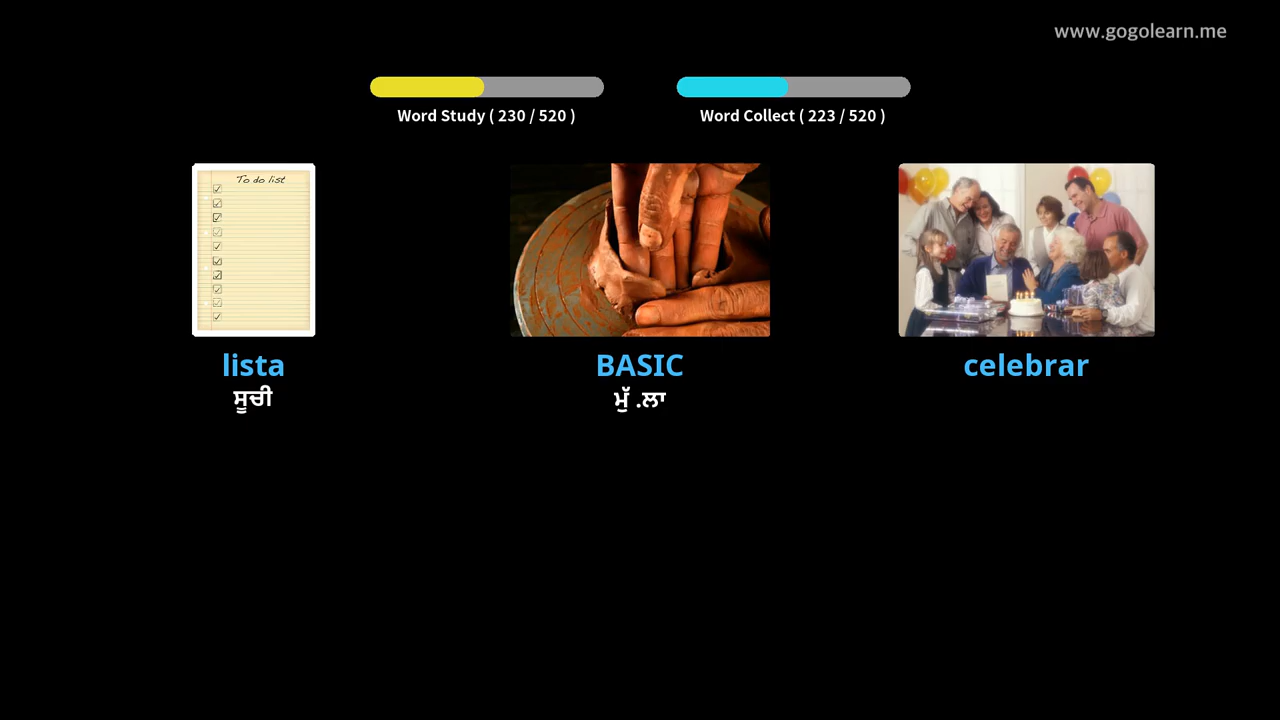 www.gogolearn.me
Word Study ( 230 / 520 )
Word Collect ( 223 / 520 )
To do list
lista
BASIC
celebrar
ਸੂਚੀ
ਮੁੱ .ਲਾ